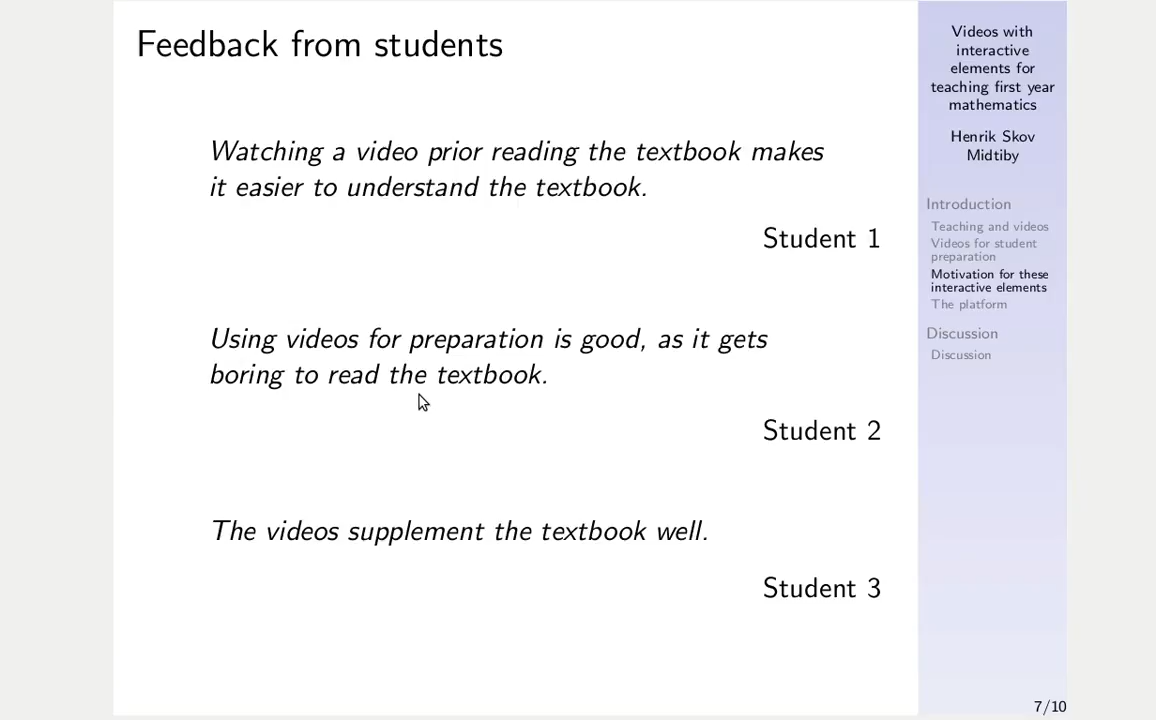 Feedback from students
Watching a video prior reading the textbook makes
it easier to understand the textbook.
Student 1
Using videos for preparation is good, as it gets
boring to read the textbook.
Student 2
The videos supplement the textbook well.
Student 3
Videos with
interactive
elements for
teaching first year
mathematics
Henrik Skov
Midtiby
Introduction
Teaching and videos
Videos for student
preparation
Motivation for these
interactive elements
The platform
Discussion
Discussion
7/10